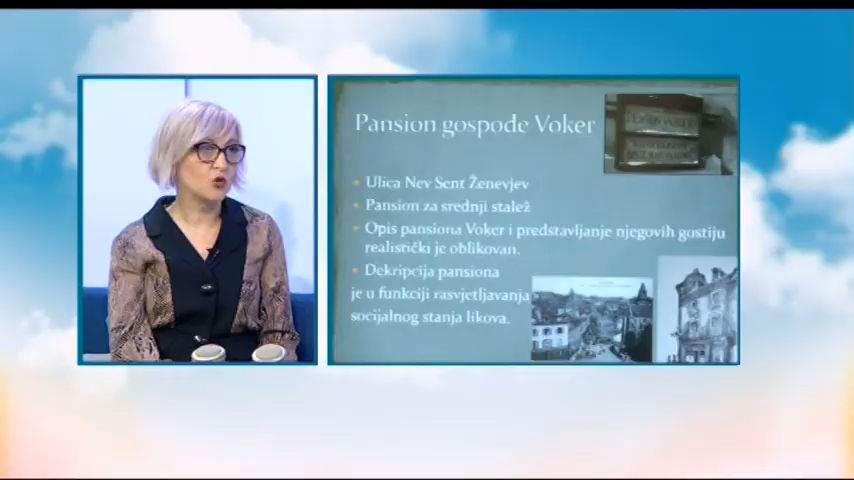 Pansion gospođe Voker
Ulica Nev Sent Ženevjev
Pansion za srednji stalež
Opis pansiona Voker i predstavljanje njegovih gostiju
realistički je oblikovan.
Dekripcija pansiona
je u funkciji rasvjetljavanja
socijalnog stanja likova.